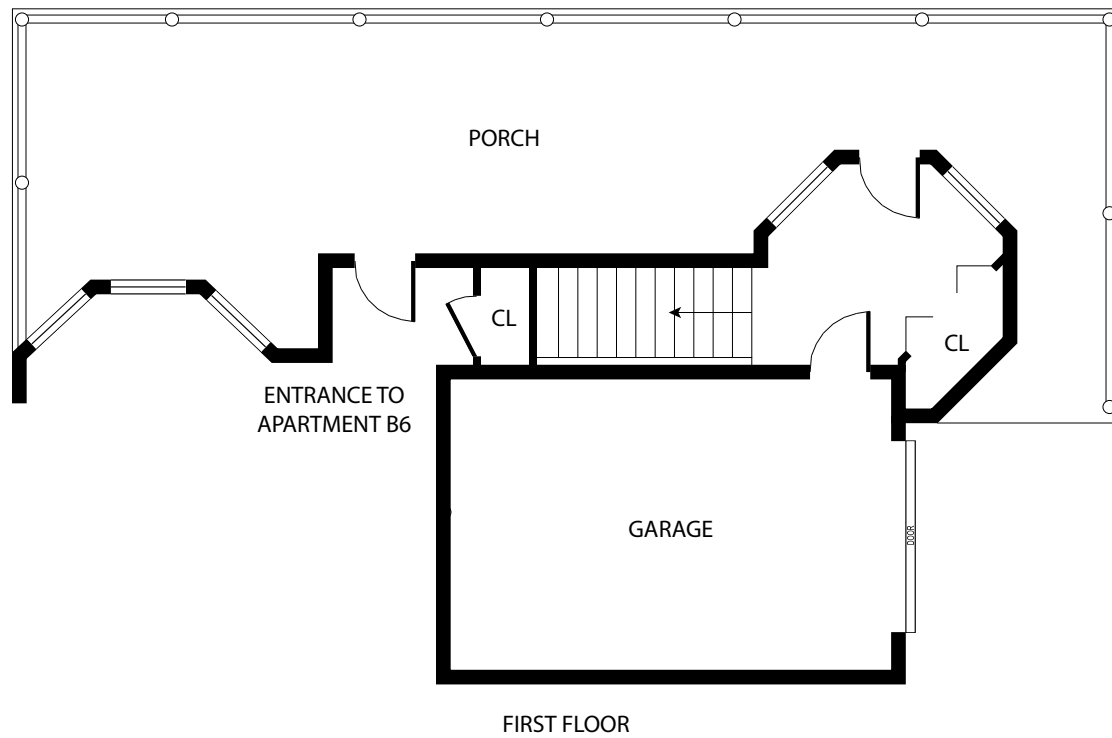 PORCH
CL
CL
ENTRANCE TO
APARTMENT B6
GARAGE
DOOR
FIRST FLOOR